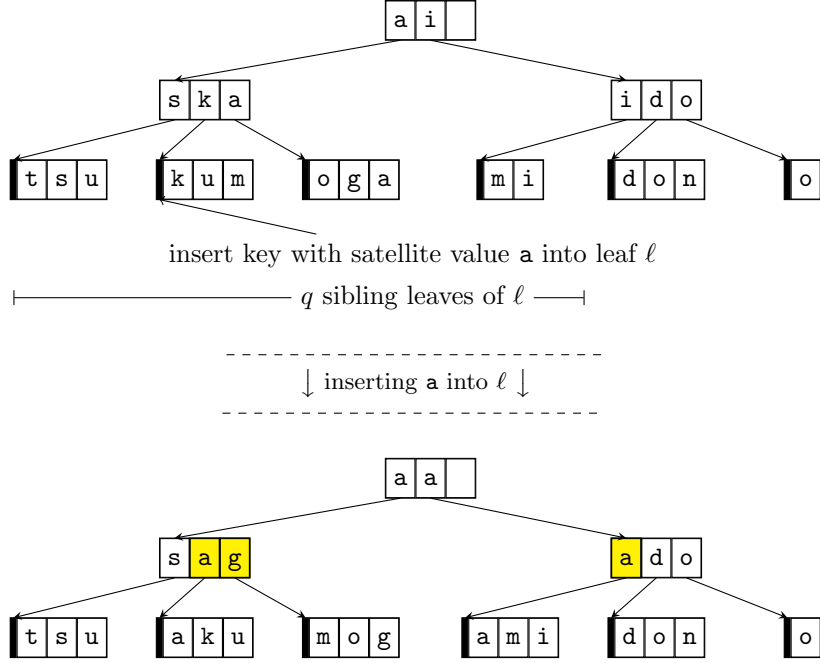 a i
s k a i d o
t s u k u m o g a m i d o n o
insert key with satellite value a into leaf ℓ
q sibling leaves of ℓ
↓ inserting a into ℓ ↓
a a
s a g a d o
t s u a k u m o g a m i d o n o